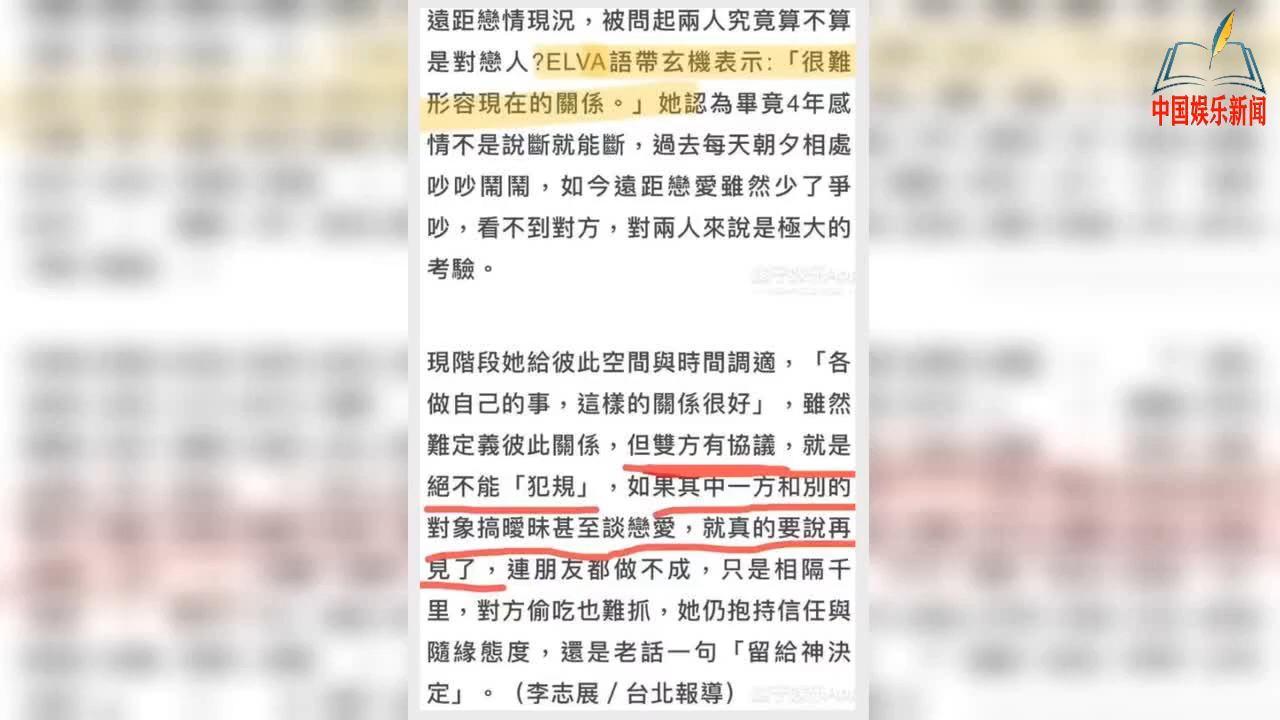 遠距戀情現況，被問起兩人究竟算不算
是對戀人?ELVA語帶玄機表示:「很難
形容現在的關係。」她認為畢竟4年感
情不是說斷就能斷，過去每天朝夕相處
吵吵鬧鬧，如今遠距戀愛雖然少了爭
吵，看不到對方，對兩人來說是極大的
考驗。
現階段她給彼此空間與時間調適，「各
做自己的事，這樣的關係很好」，雖然
難定義彼此關係，但雙方有協議，就是
絕不能「犯規」，如果其中一方和別的
對象搞曖昧甚至談戀愛，就真的要說再
見了，連朋友都做不成，只是相隔千
里，對方偷吃也難抓，她仍抱持信任與
隨緣態度，還是老話一句「留給神決
定」。（李志展 / 台北報導）
中国娱乐新闻